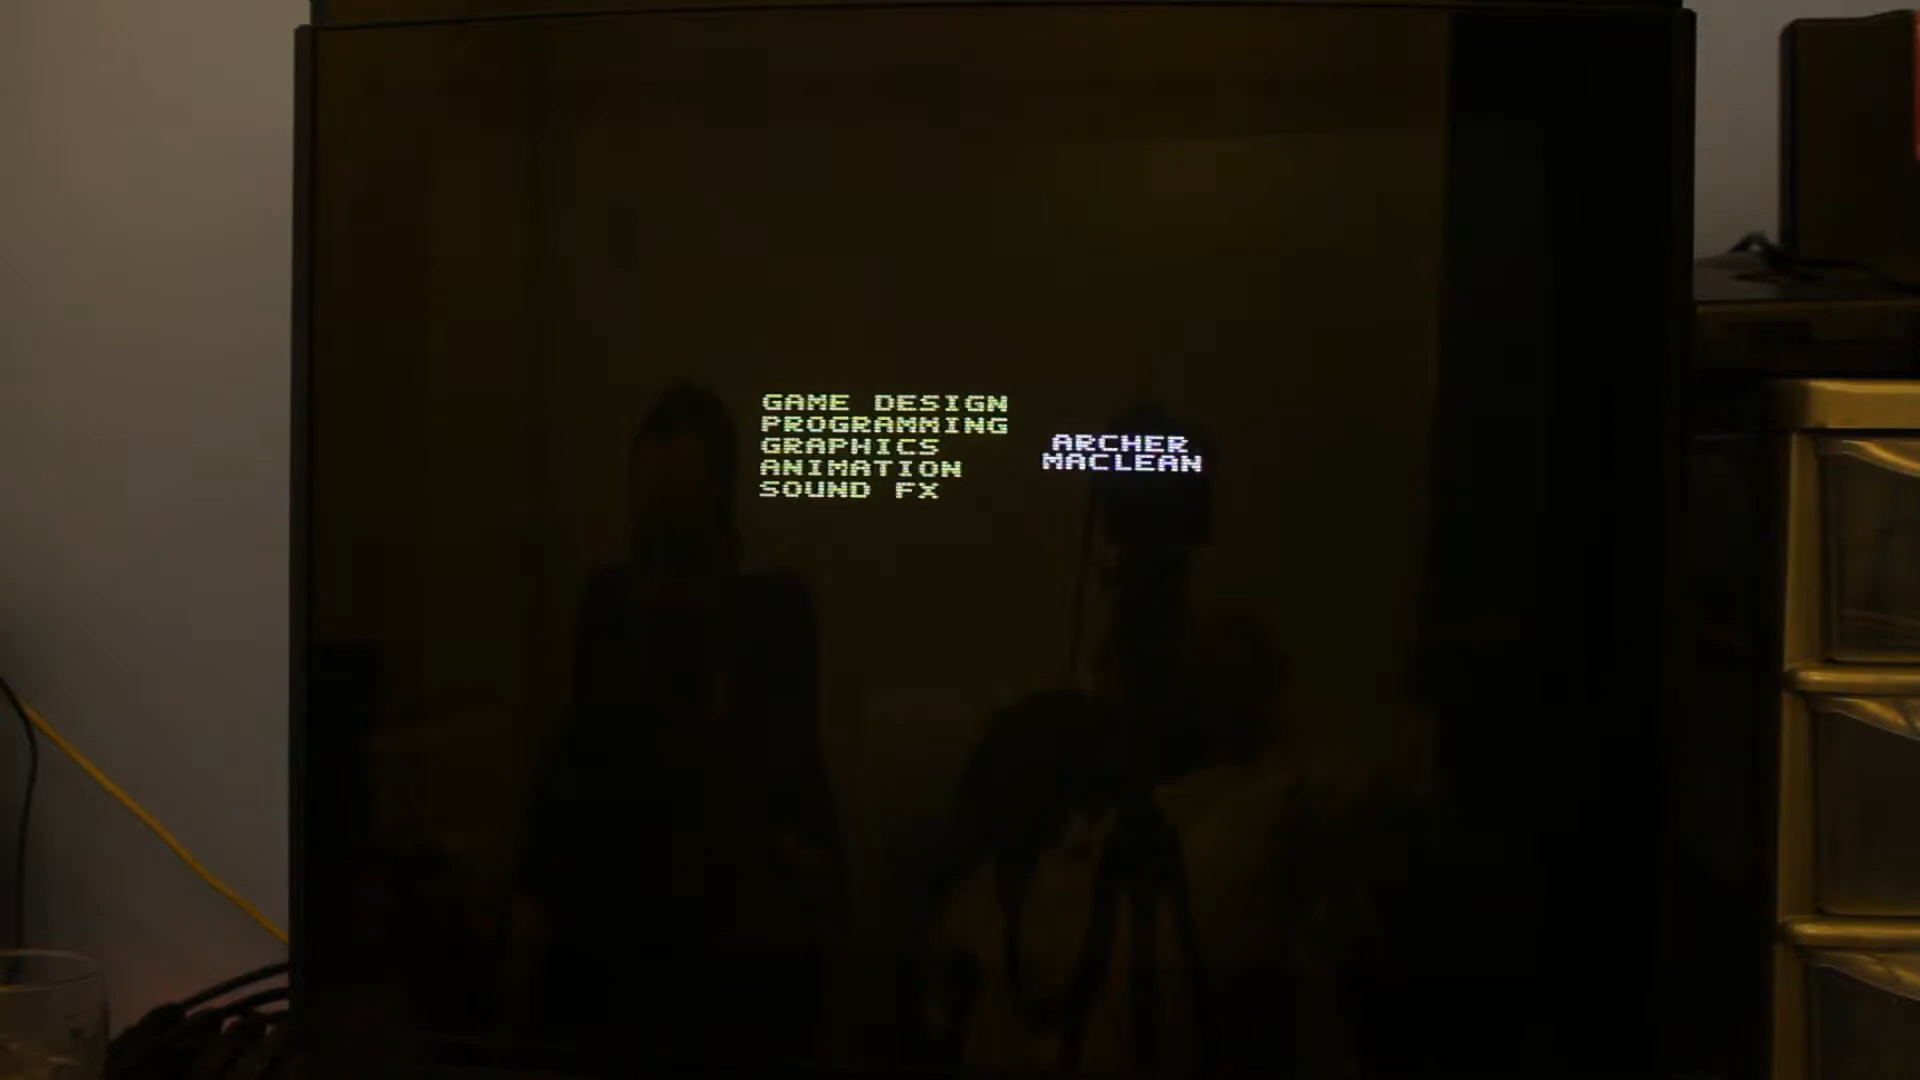 GAME DESIGN
PROGRAMMING
GRAPHICS
ANIMATION
SOUND FX
ARCHER
MACLEAN